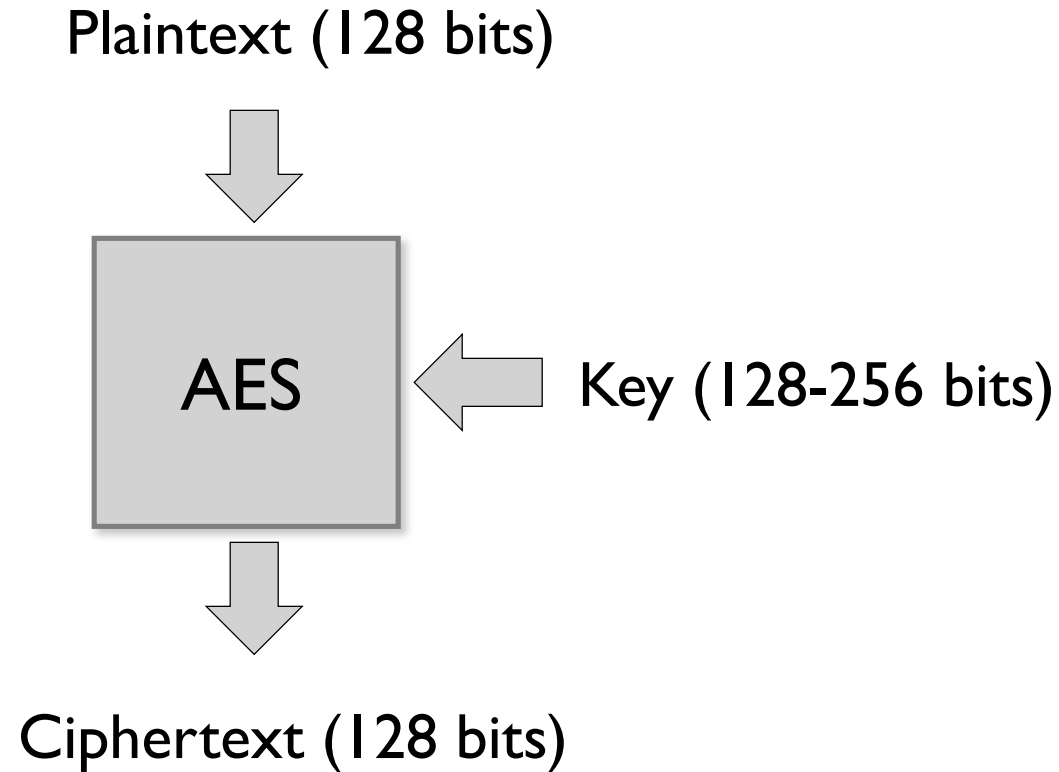 Plaintext (128 bits)
AES
Key (128-256 bits)
Ciphertext (128 bits)